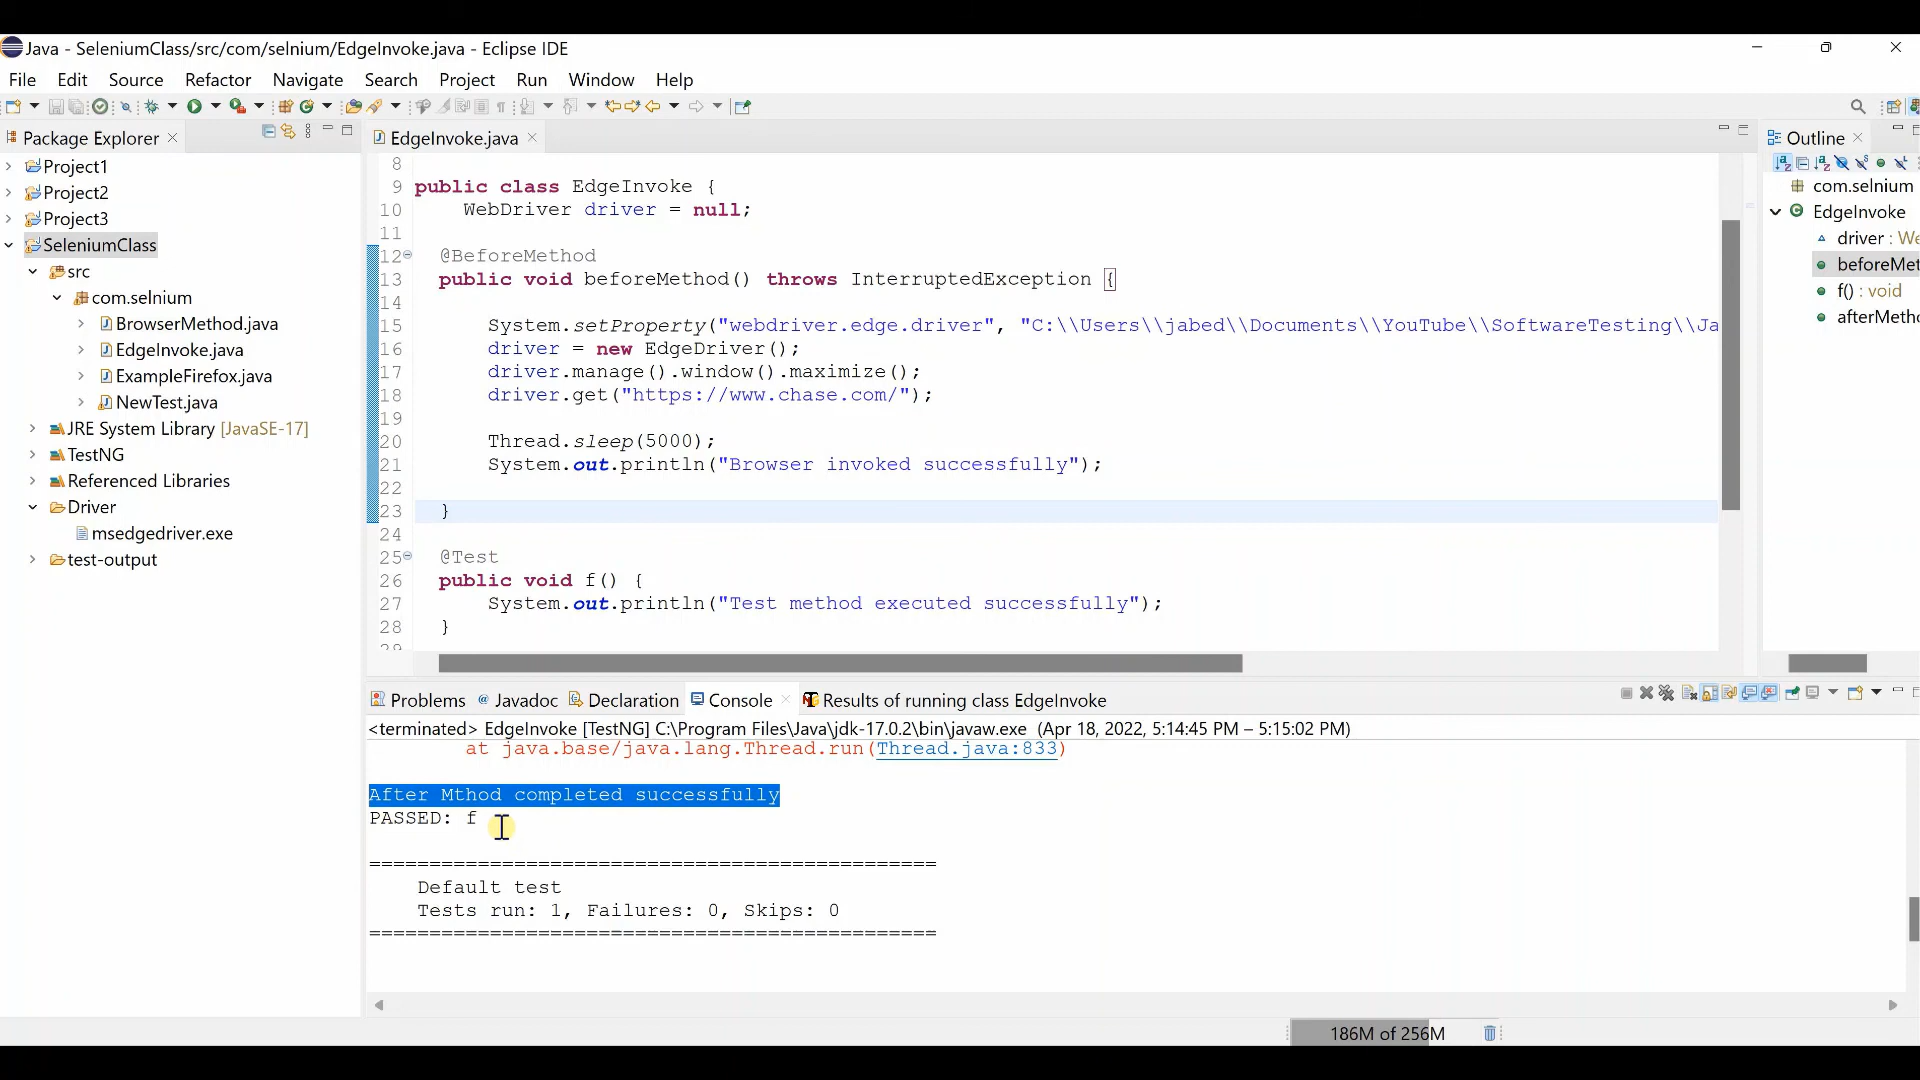 Java - SeleniumClass/src/com/selnium/EdgeInvoke.java - Eclipse IDE
File Edit Source Refactor Navigate Search Project Run Window Help
Package Explorer
Project1
Project2
Project3
SeleniumClass
src
com.selnium
BrowserMethod.java
EdgeInvoke.java
ExampleFirefox.java
NewTest.java
JRE System Library [JavaSE-17]
TestNG
Referenced Libraries
Driver
msedgedriver.exe
test-output
EdgeInvoke.java
8
9 public class EdgeInvoke {
10 WebDriver driver = null;
11
12 @BeforeMethod
13 public void beforeMethod() throws InterruptedException {
14
15 System.setProperty("webdriver.edge.driver", "C:\\Users\\jabed\\Documents\\YouTube\\SoftwareTesting\\Ja
16 driver = new EdgeDriver();
17 driver.manage().window().maximize();
18 driver.get("https://www.chase.com/");
19
20 Thread.sleep(5000);
21 System.out.println("Browser invoked successfully");
22
23 }
24
25 @Test
26 public void f() {
27 System.out.println("Test method executed successfully");
28 }
29
Outline
com.selnium
EdgeInvoke
driver : We
beforeMet
f() : void
afterMetho
Problems Javadoc Declaration Console Results of running class EdgeInvoke
<terminated> EdgeInvoke [TestNG] C:\Program Files\Java\jdk-17.0.2\bin\javaw.exe (Apr 18, 2022, 5:14:45 PM – 5:15:02 PM)
at java.base/java.lang.Thread.run(Thread.java:833)
After Mthod completed successfully
PASSED: f
===============================================
Default test
Tests run: 1, Failures: 0, Skips: 0
===============================================
186M of 256M